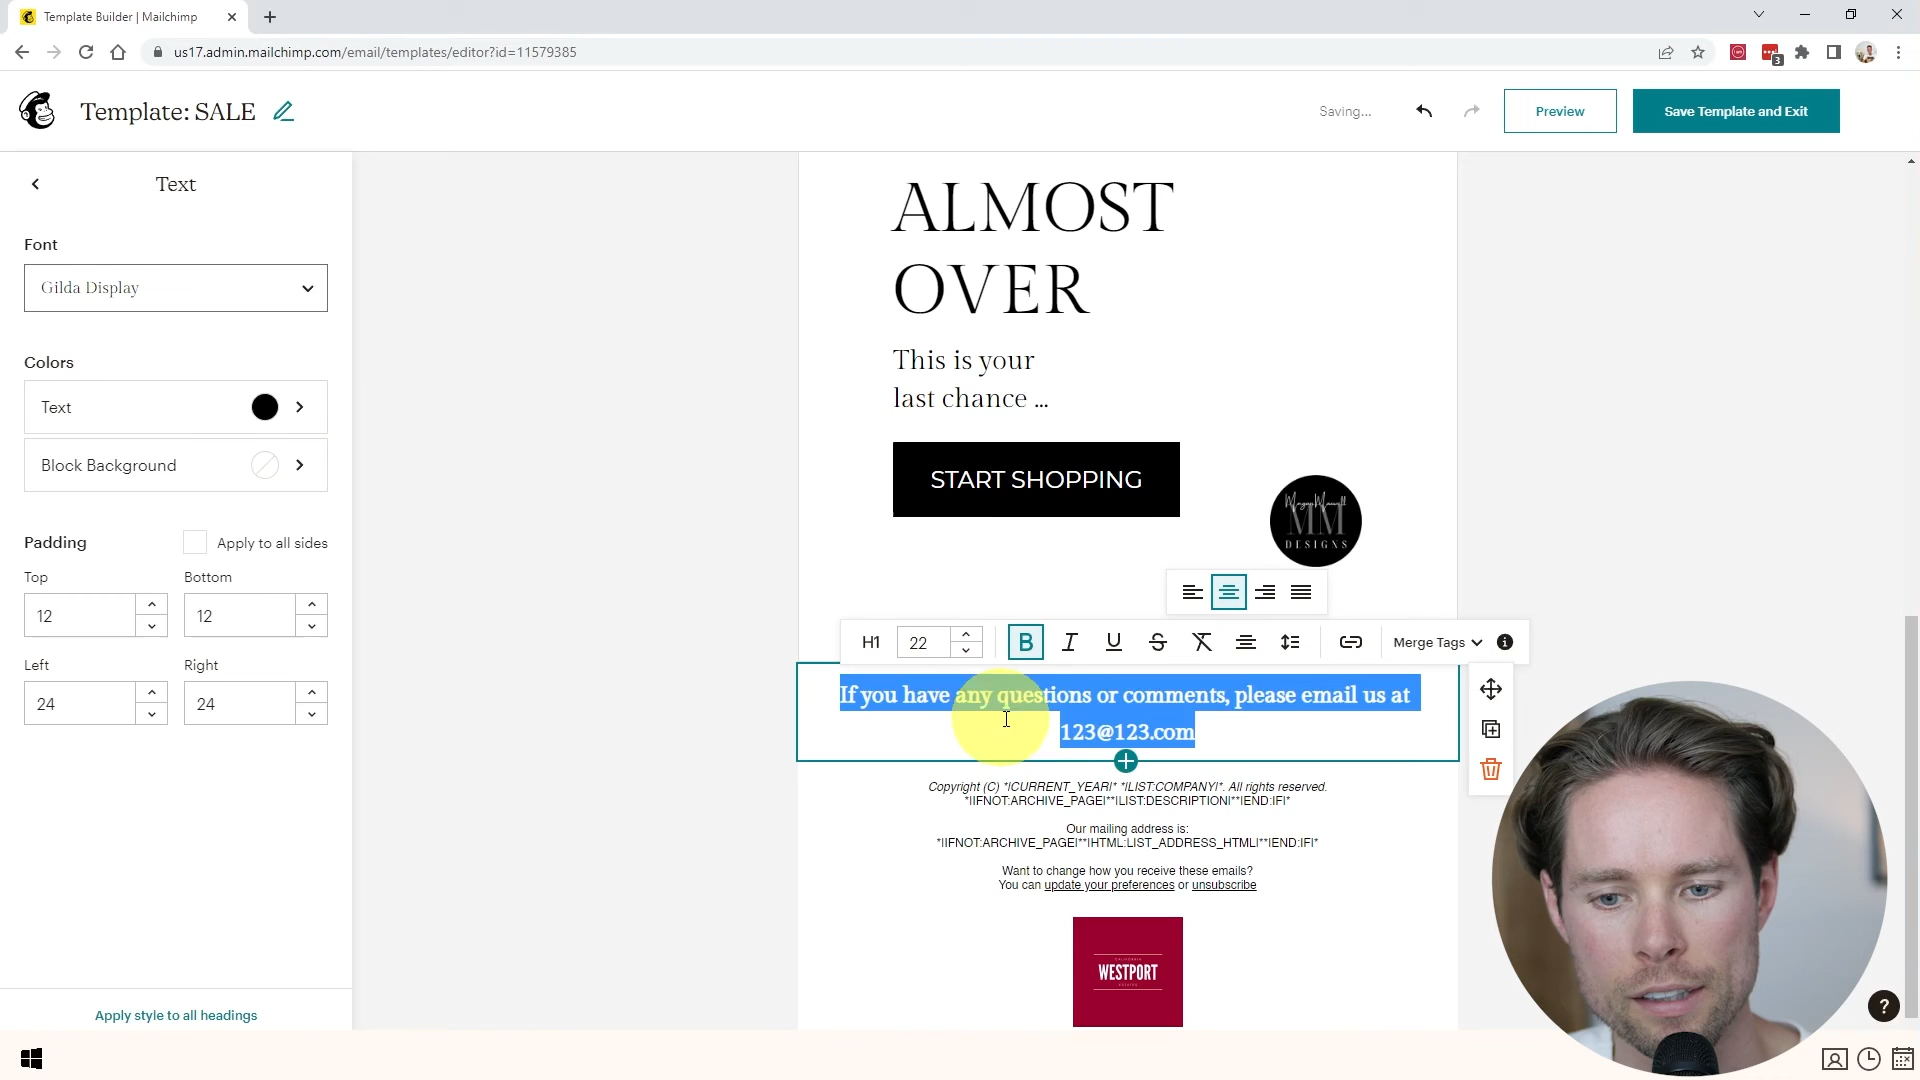 Template Builder | Mailchimp
us17.admin.mailchimp.com/email/templates/editor?id=11579385
3
Template: SALE
Saving...
Preview
Save Template and Exit
Text
Font
Gilda Display
Colors
Text
Block Background
Padding
Apply to all sides
Top
Bottom
12
12
Left
Right
24
24
Apply style to all headings
ALMOST
OVER
This is your
last chance ...
START SHOPPING
MM
DESIGNS
H1
22
B
I
U
S
Merge Tags
If you have any questions or comments, please email us at
123@123.com
Copyright (C) *|CURRENT_YEAR|* *|LIST:COMPANY|*. All rights reserved.
*|IFNOT:ARCHIVE_PAGE|**|LIST:DESCRIPTION|**|END:IF|*
Our mailing address is:
*|IFNOT:ARCHIVE_PAGE|**|HTML:LIST_ADDRESS_HTML|**|END:IF|*
Want to change how you receive these emails?
You can update your preferences or unsubscribe
CALIFORNIA
WESTPORT
?